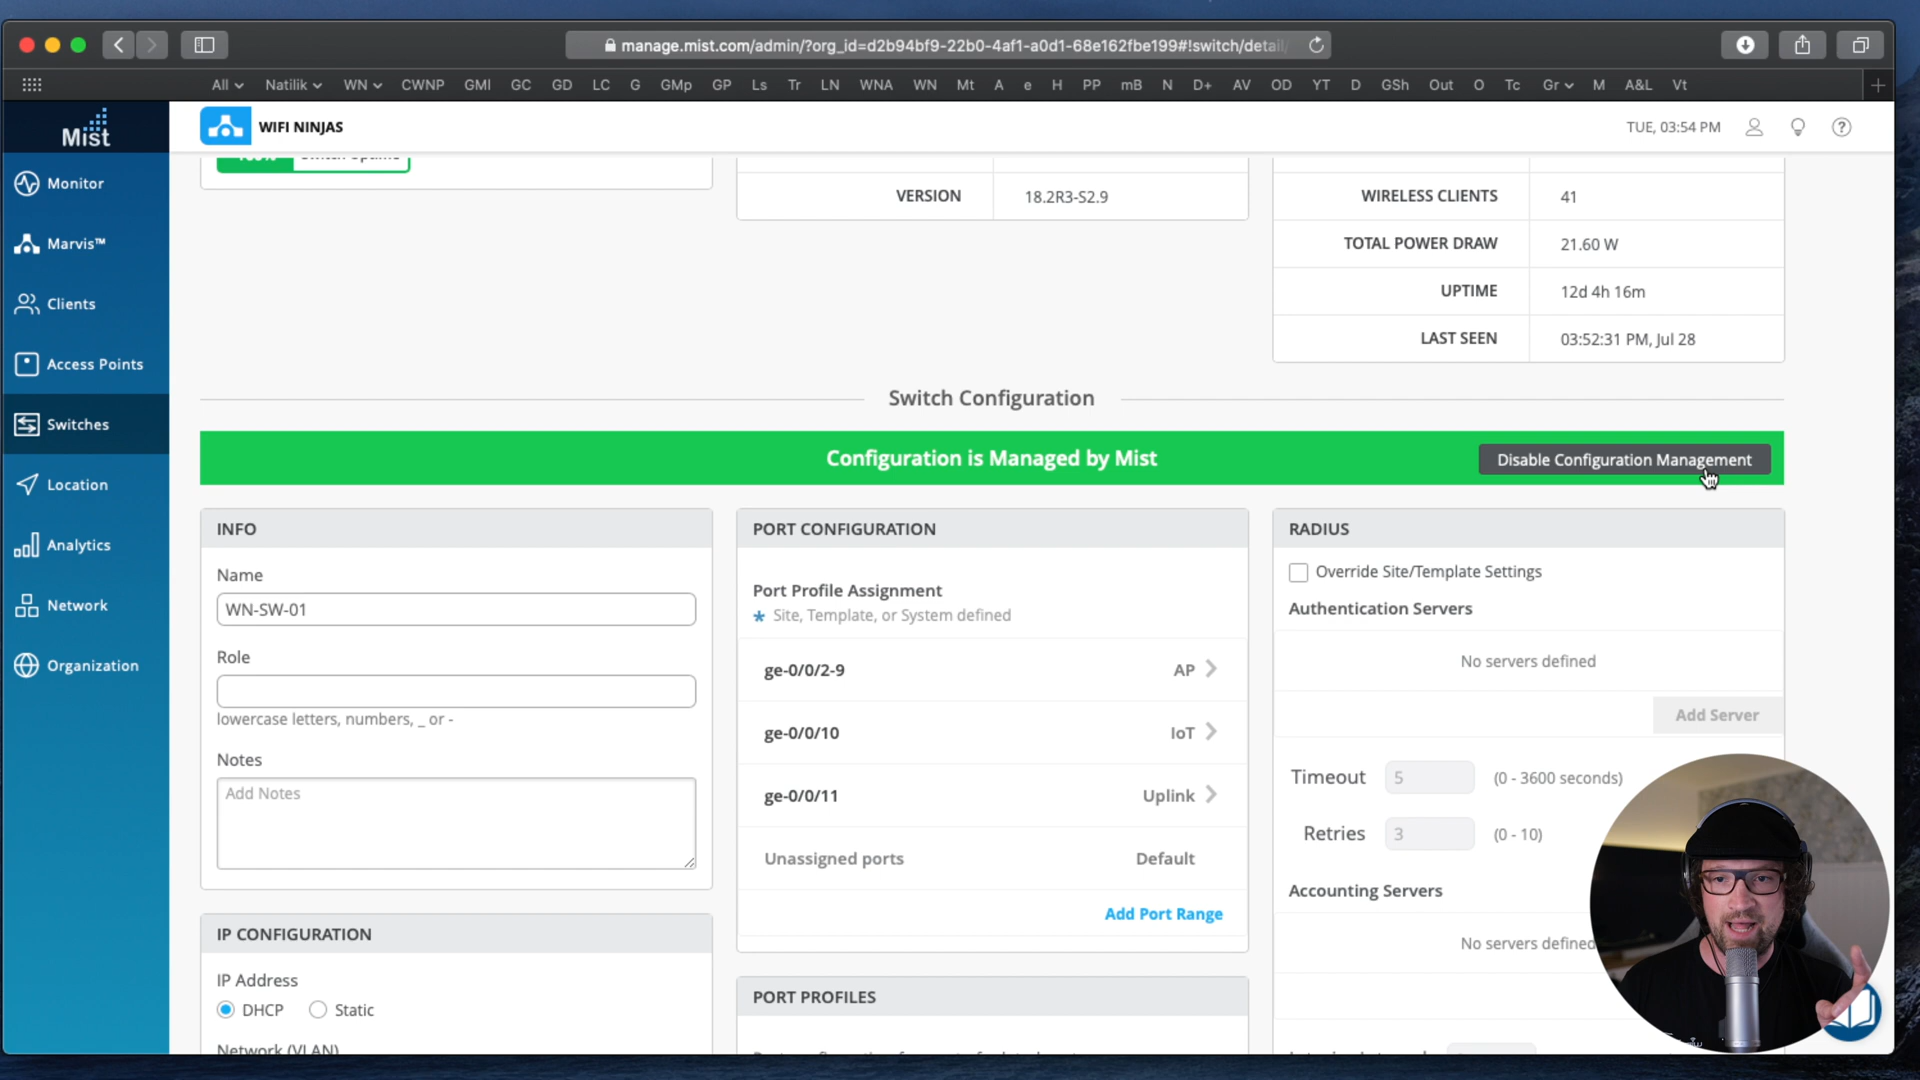 manage.mist.com/admin/?org_id=d2b94bf9-22b0-4af1-a0d1-68e162fbe199#!switch/detail/
All Natilik WN CWNP GMI GC GD LC G GMp GP Ls Tr LN WNA WN Mt A e H PP mB N D+ AV OD YT D GSh Out O Tc Gr M A&L Vt
Mist
WIFI NINJAS
TUE, 03:54 PM
Monitor
Marvis™
Clients
Access Points
Switches
Location
Analytics
Network
Organization
100% Switch Uptime
VERSION 18.2R3-S2.9
WIRELESS CLIENTS 41
TOTAL POWER DRAW 21.60 W
UPTIME 12d 4h 16m
LAST SEEN 03:52:31 PM, Jul 28
Switch Configuration
Configuration is Managed by Mist
Disable Configuration Management
INFO
Name
WN-SW-01
Role
lowercase letters, numbers, _ or -
Notes
Add Notes
IP CONFIGURATION
IP Address
DHCP Static
Network (VLAN)
PORT CONFIGURATION
Port Profile Assignment
* Site, Template, or System defined
ge-0/0/2-9 AP
ge-0/0/10 IoT
ge-0/0/11 Uplink
Unassigned ports Default
Add Port Range
PORT PROFILES
RADIUS
Override Site/Template Settings
Authentication Servers
No servers defined
Add Server
Timeout 5 (0 - 3600 seconds)
Retries 3 (0 - 10)
Accounting Servers
No servers defined